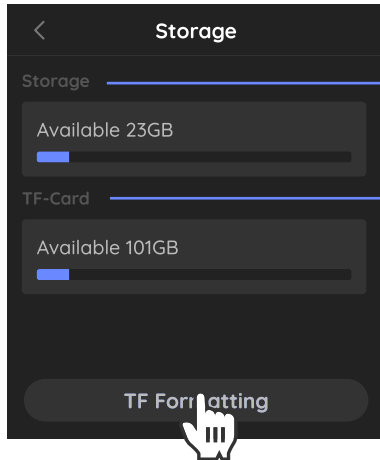 Storage
Storage
Available 23GB
TF-Card
Available 101GB
TF Formatting